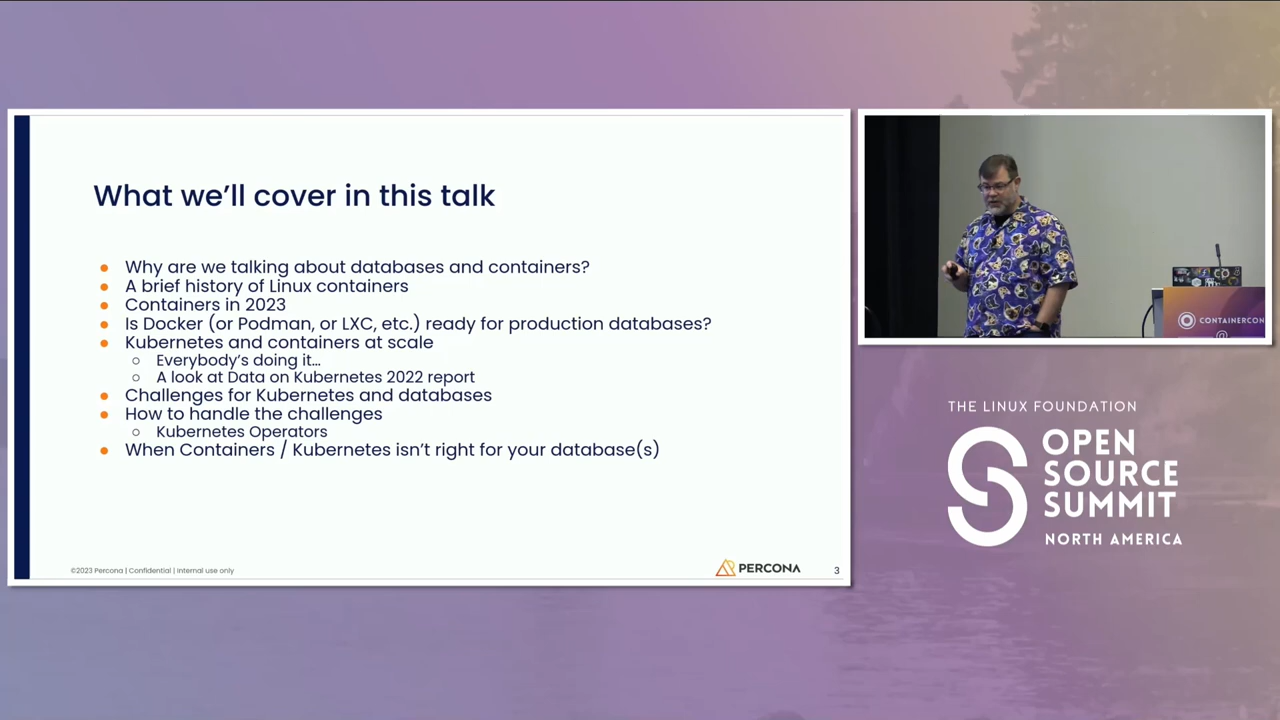 What we'll cover in this talk
● Why are we talking about databases and containers?
● A brief history of Linux containers
● Containers in 2023
● Is Docker (or Podman, or LXC, etc.) ready for production databases?
● Kubernetes and containers at scale
○ Everybody's doing it…
○ A look at Data on Kubernetes 2022 report
● Challenges for Kubernetes and databases
● How to handle the challenges
○ Kubernetes Operators
● When Containers / Kubernetes isn't right for your database(s)
©2023 Percona | Confidential | Internal use only
PERCONA
3
CONTAINERCON
@
THE LINUX FOUNDATION
OPEN
SOURCE
SUMMIT
NORTH AMERICA